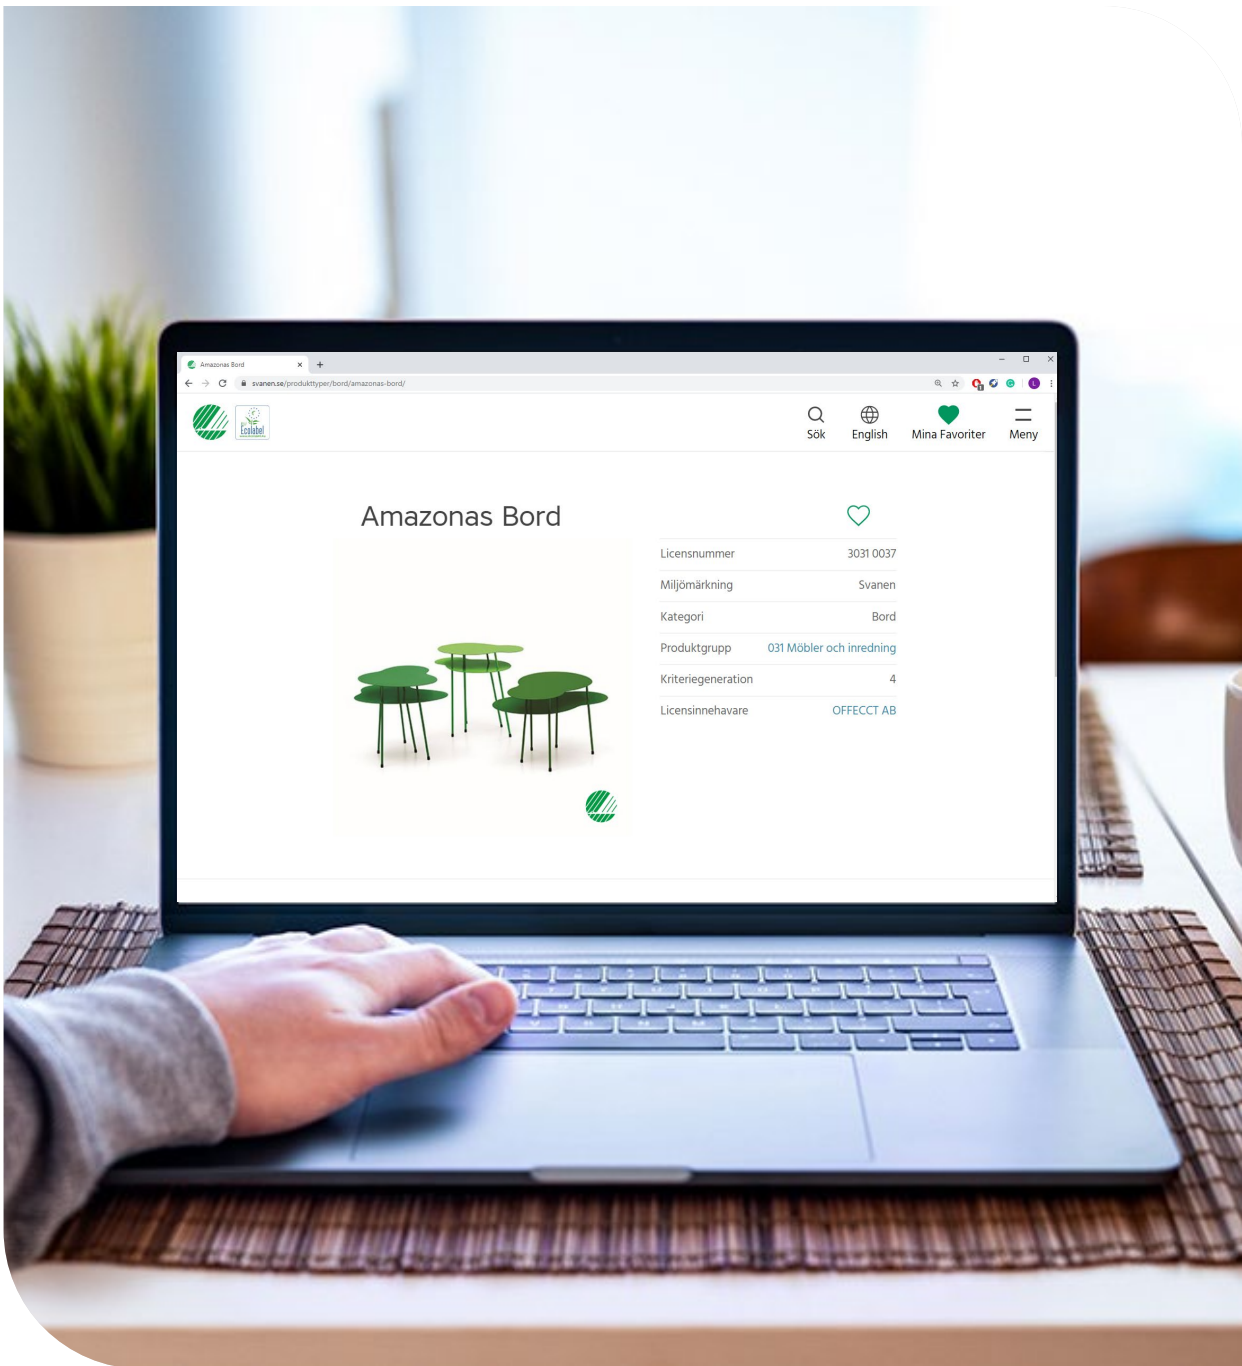 Amazonas Bord
svanen.se/produkttyper/bord/amazonas-bord/
Ecolabel
Sök
English
Mina Favoriter
Meny
Amazonas Bord
Licensnummer 3031 0037
Miljömärkning Svanen
Kategori Bord
Produktgrupp 031 Möbler och inredning
Kriteriegeneration 4
Licensinnehavare OFFECCT AB